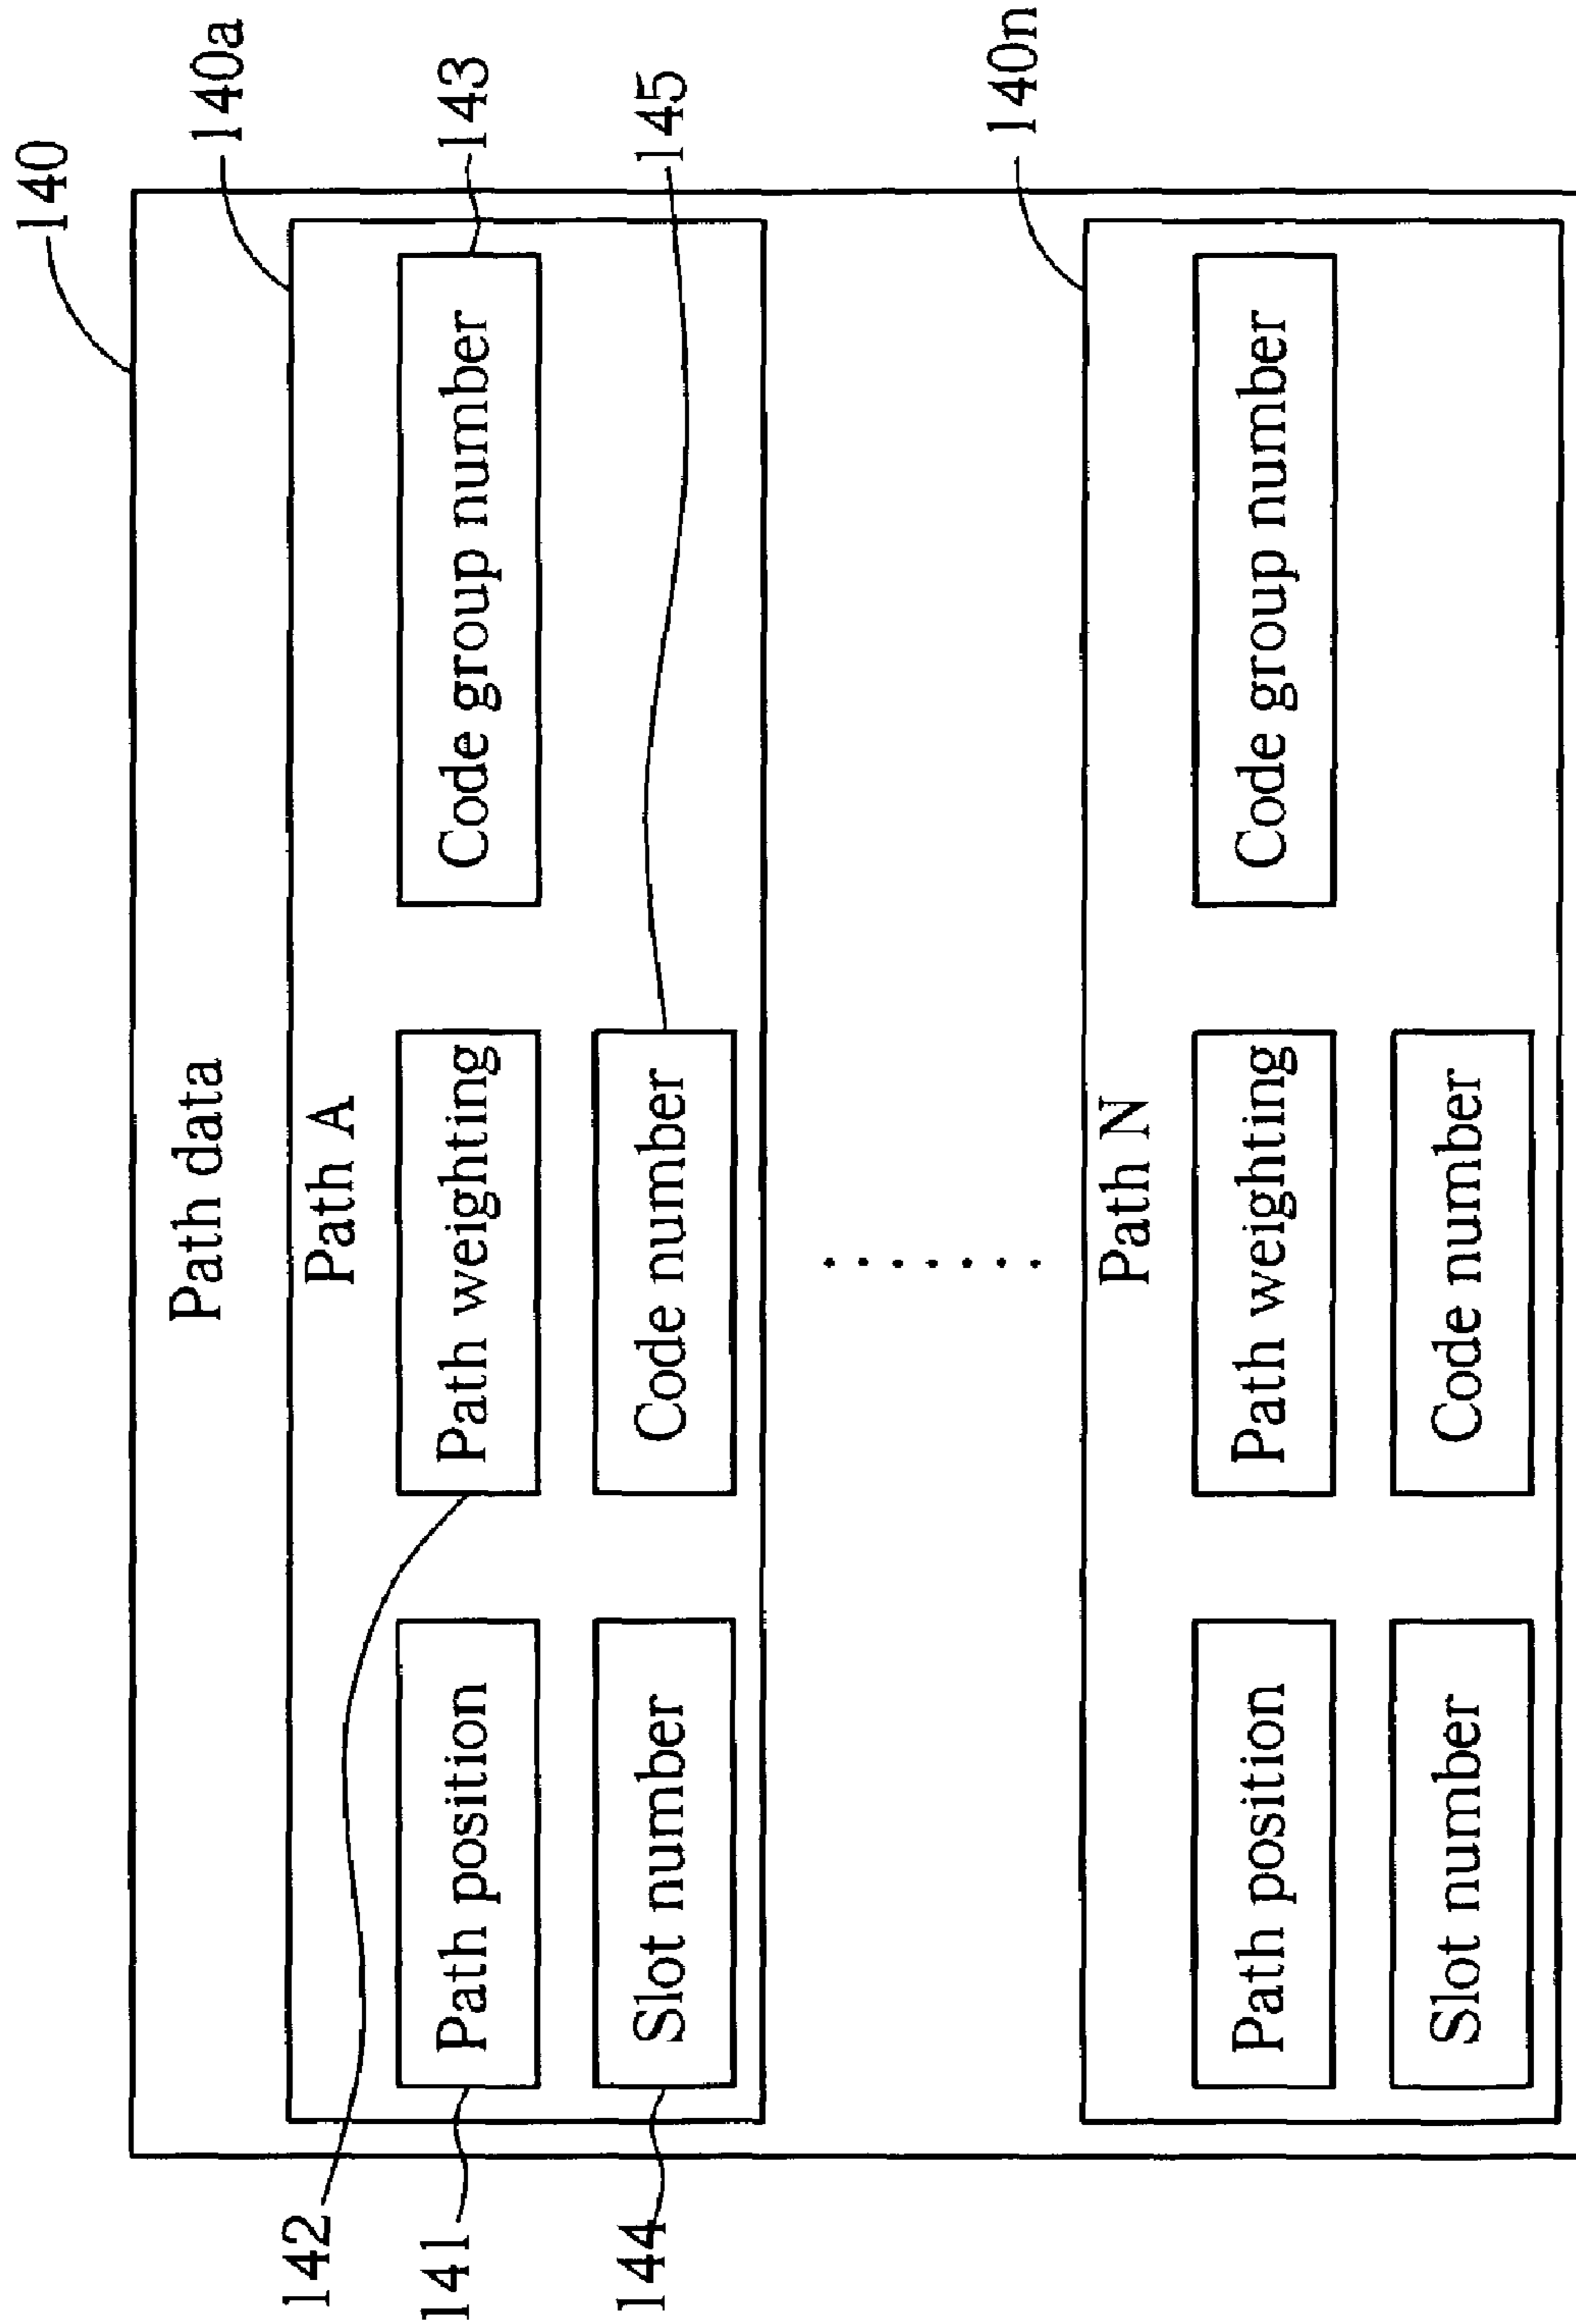 140
Path data
140a
Path A
142
141
Path position
Path weighting
Code group number
143
144
Slot number
Code number
145
.......
140n
Path N
Path position
Path weighting
Code group number
Slot number
Code number